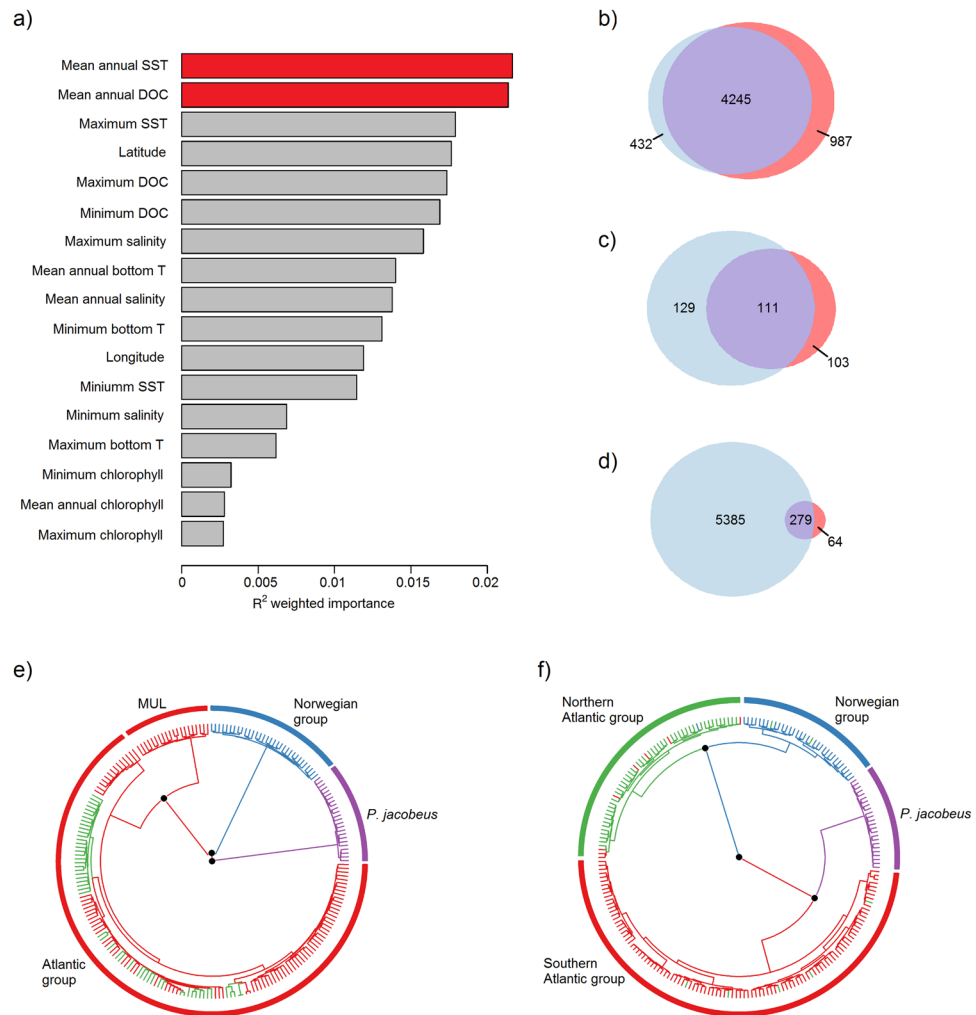 a)
Mean annual SST
Mean annual DOC
Maximum SST
Latitude
Maximum DOC
Minimum DOC
Maximum salinity
Mean annual bottom T
Mean annual salinity
Minimum bottom T
Longitude
Miniumm SST
Minimum salinity
Maximum bottom T
Minimum chlorophyll
Mean annual chlorophyll
Maximum chlorophyll
0 0.005 0.01 0.015 0.02
R² weighted importance
b)
4245
432
987
c)
129
111
103
d)
5385
279
64
e)
MUL
Norwegian
group
P. jacobeus
Atlantic
group
f)
Northern
Atlantic group
Norwegian
group
P. jacobeus
Southern
Atlantic group